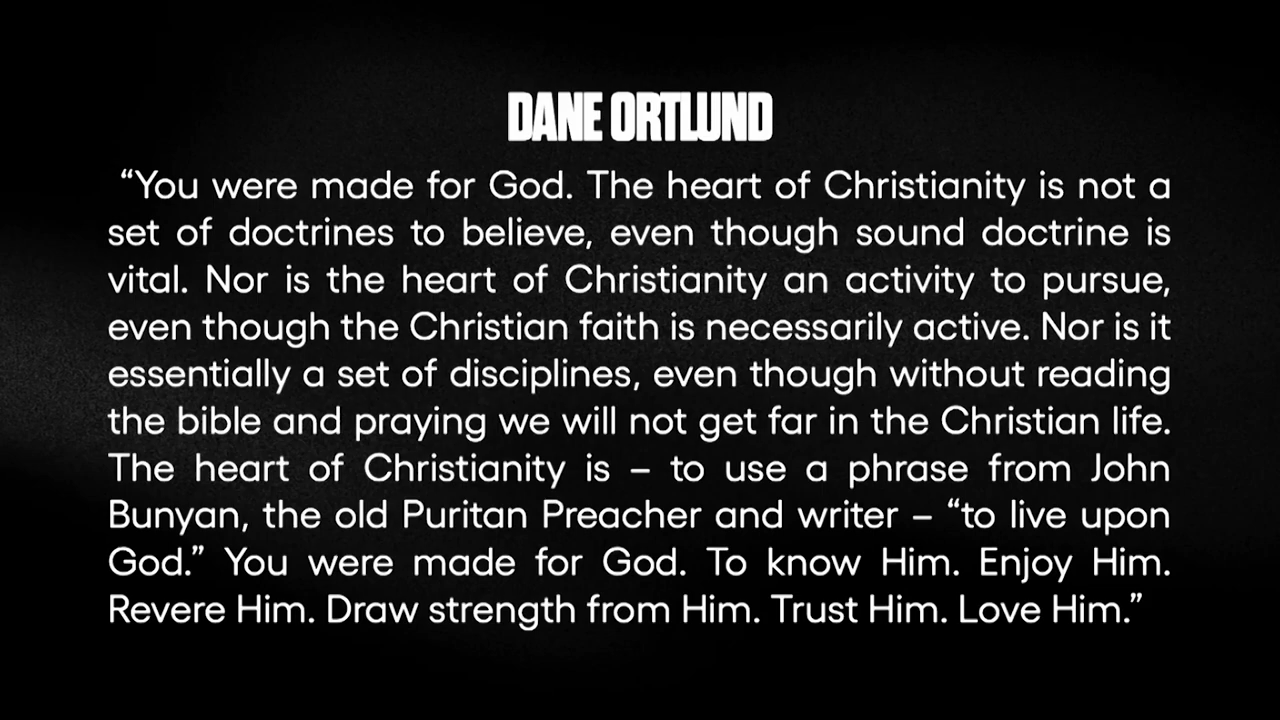 DANE ORTLUND
“You were made for God. The heart of Christianity is not a
set of doctrines to believe, even though sound doctrine is
vital. Nor is the heart of Christianity an activity to pursue,
even though the Christian faith is necessarily active. Nor is it
essentially a set of disciplines, even though without reading
the bible and praying we will not get far in the Christian life.
The heart of Christianity is – to use a phrase from John
Bunyan, the old Puritan Preacher and writer – “to live upon
God.” You were made for God. To know Him. Enjoy Him.
Revere Him. Draw strength from Him. Trust Him. Love Him.”